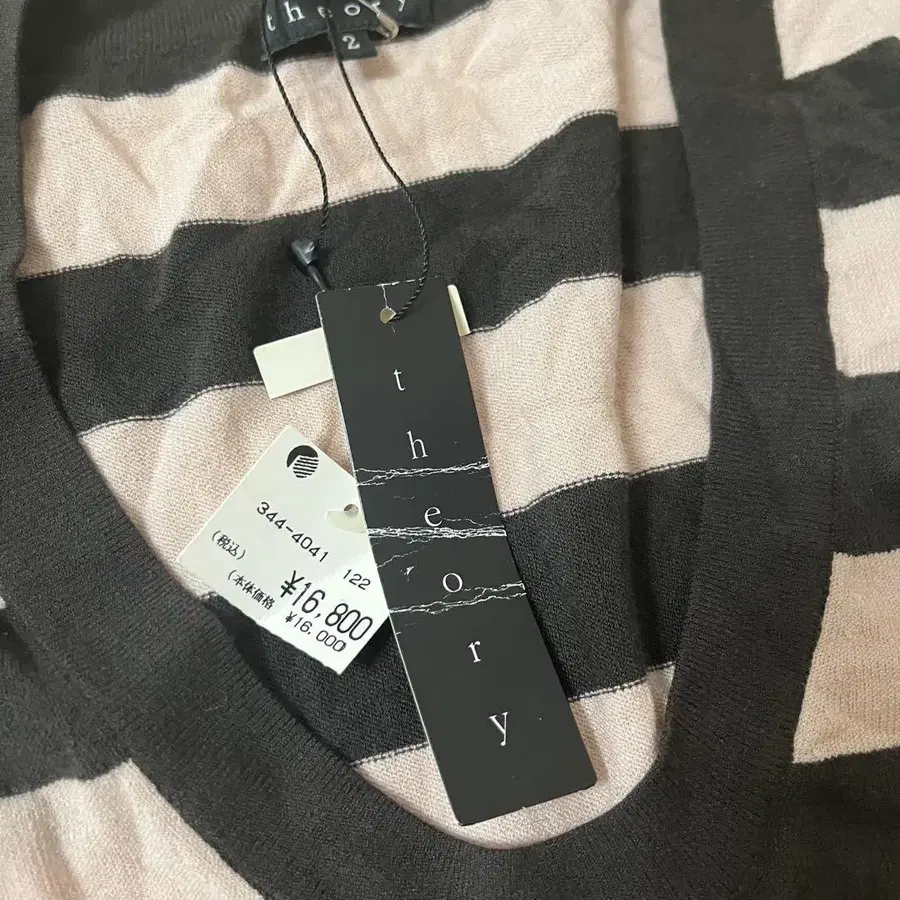 theory
2
theory
344-4041
122
(税込)
¥16,800
(本体価格
¥16,000)